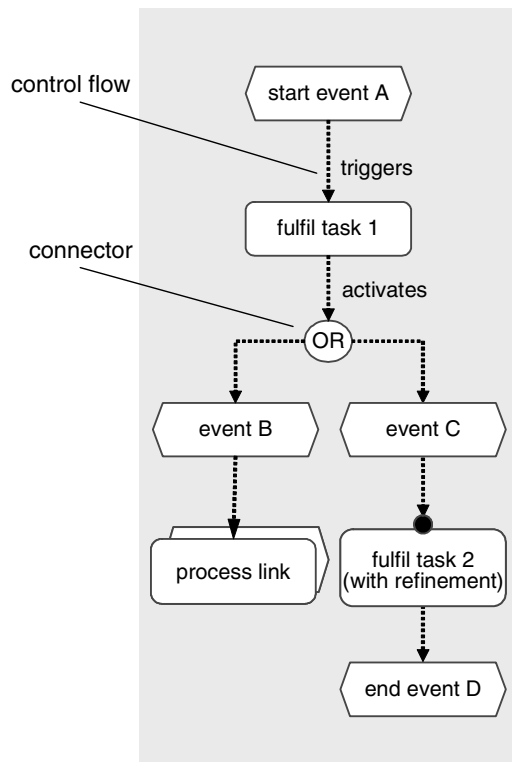 control flow
start event A
triggers
fulfil task 1
connector
activates
OR
event B
event C
process link
fulfil task 2
(with refinement)
end event D